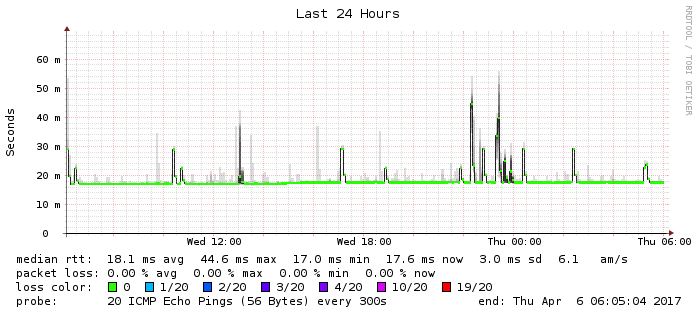 Last 24 Hours
RRDTOOL / TOBI OETIKER
Seconds
60 m
50 m
40 m
30 m
20 m
10 m
0
Wed 12:00 Wed 18:00 Thu 00:00 Thu 06:00
median rtt: 18.1 ms avg 44.6 ms max 17.0 ms min 17.6 ms now 3.0 ms sd 6.1 am/s
packet loss: 0.00 % avg 0.00 % max 0.00 % min 0.00 % now
loss color: 0 1/20 2/20 3/20 4/20 10/20 19/20
probe: 20 ICMP Echo Pings (56 Bytes) every 300s end: Thu Apr 6 06:05:04 2017